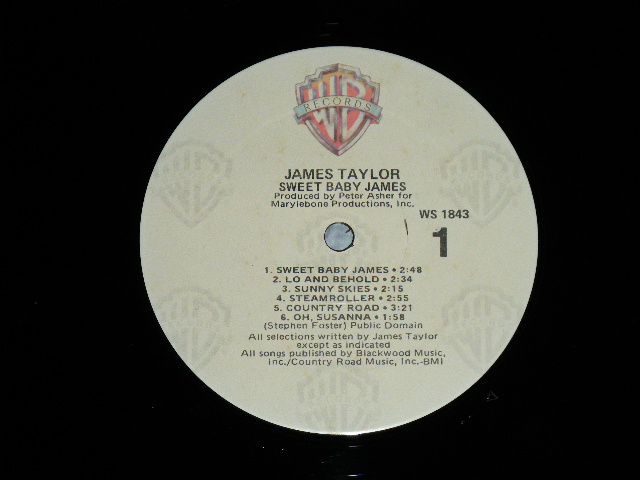 WB
RECORDS
JAMES TAYLOR
SWEET BABY JAMES
Produced by Peter Asher for
Marylebone Productions, Inc.
WS 1843
1
1. SWEET BABY JAMES • 2:48
2. LO AND BEHOLD • 2:34
3. SUNNY SKIES • 2:15
4. STEAMROLLER • 2:55
5. COUNTRY ROAD • 3:21
6. OH, SUSANNA • 1:58
(Stephen Foster) Public Domain
All selections written by James Taylor
except as indicated
All songs published by Blackwood Music,
Inc./Country Road Music, Inc.-BMI